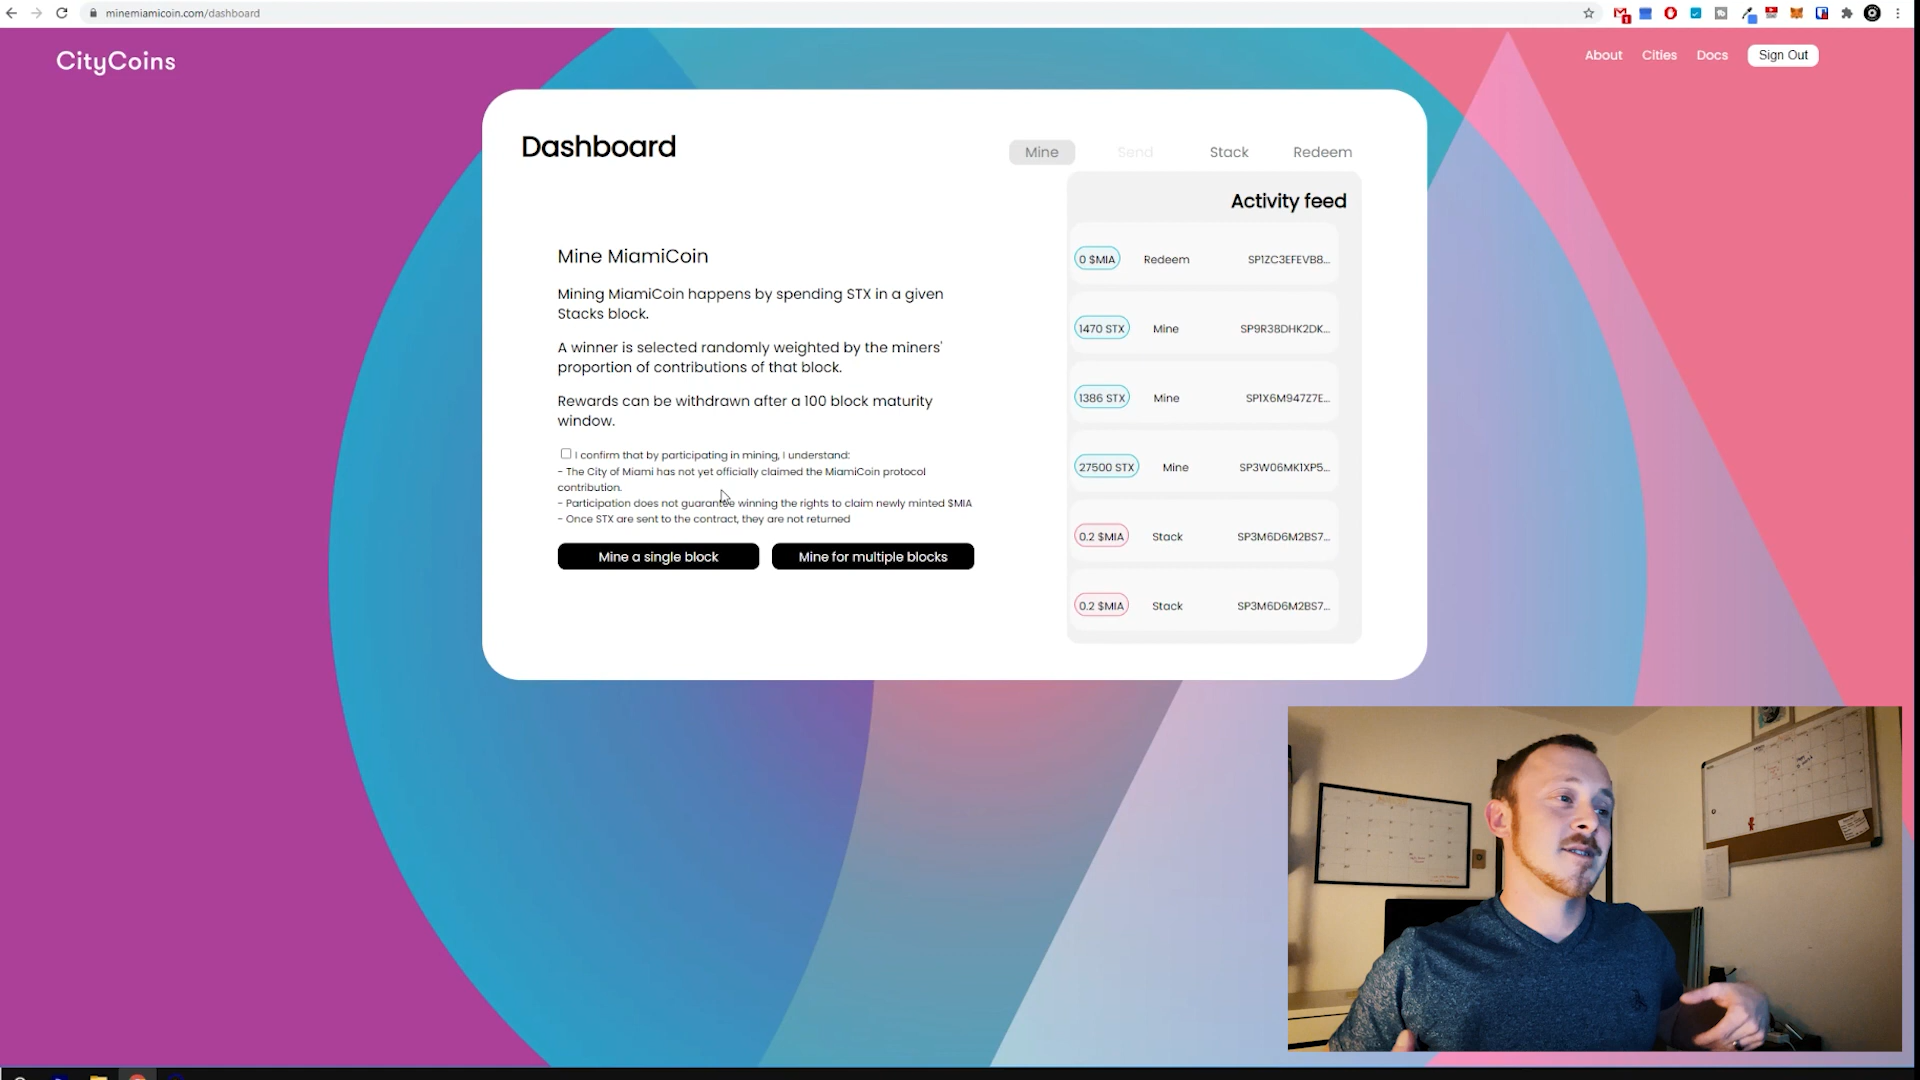 minemiamicoin.com/dashboard
CityCoins
About Cities Docs Sign Out
Dashboard
Mine Send Stack Redeem
Activity feed
Mine MiamiCoin
Mining MiamiCoin happens by spending STX in a given
Stacks block.
A winner is selected randomly weighted by the miners'
proportion of contributions of that block.
Rewards can be withdrawn after a 100 block maturity
window.
I confirm that by participating in mining, I understand:
- The City of Miami has not yet officially claimed the MiamiCoin protocol
contribution.
- Participation does not guarantee winning the rights to claim newly minted $MIA
- Once STX are sent to the contract, they are not returned
Mine a single block Mine for multiple blocks
0 $MIA Redeem SP1ZC3EFEVB8...
1470 STX Mine SP9R38DHK2DK...
1386 STX Mine SP1X6M947Z7E...
27500 STX Mine SP3W06MK1XP5...
0.2 $MIA Stack SP3M6D6M2BS7...
0.2 $MIA Stack SP3M6D6M2BS7...